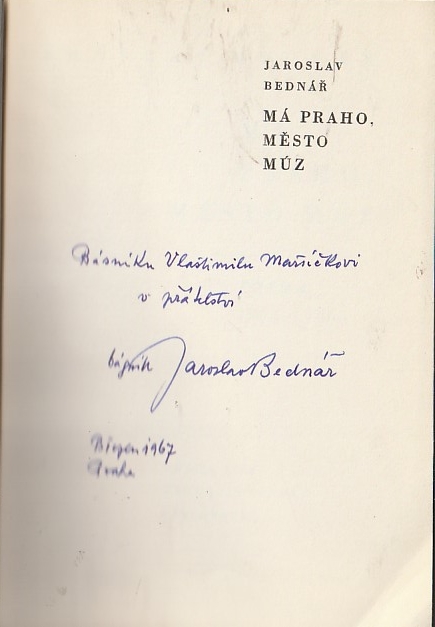 JAROSLAV
BEDNÁŘ
MÁ PRAHO,
MĚSTO
MÚZ
Básníku Vlastimilu Maršíčkovi
v přátelství
básník Jaroslav Bednář
Březen 1967
Praha